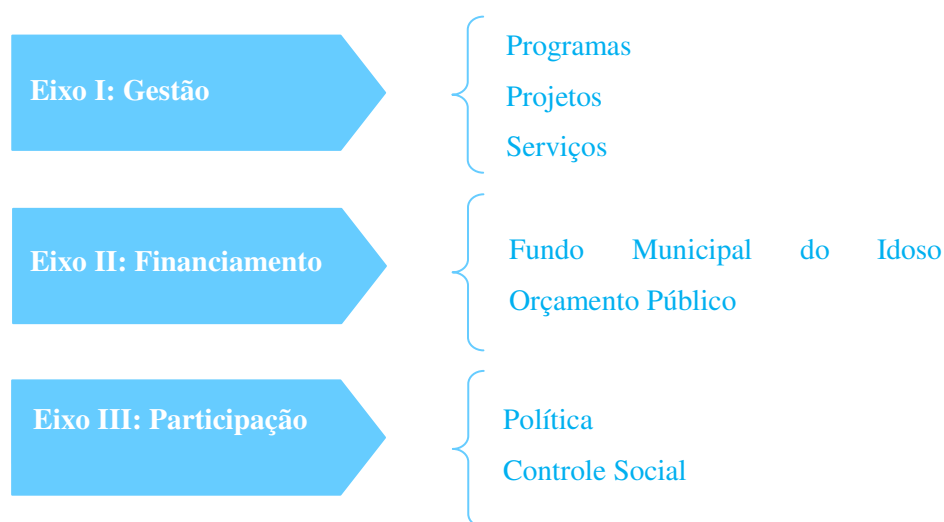 Eixo I: Gestão
Programas
Projetos
Serviços
Eixo II: Financiamento
Fundo Municipal do Idoso
Orçamento Público
Eixo III: Participação
Política
Controle Social